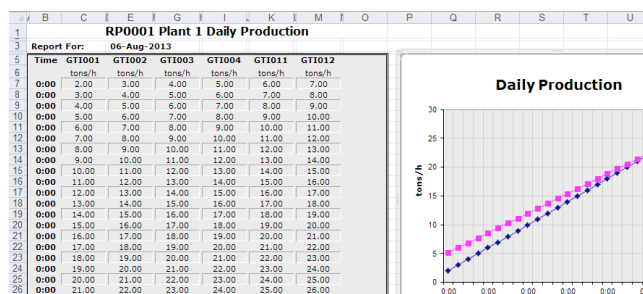 B C E G I K M O P Q R S T U
1 RP0001 Plant 1 Daily Production
3 Report For: 06-Aug-2013
5 Time GTI001 GTI002 GTI003 GTI004 GTI011 GTI012
6 tons/h tons/h tons/h tons/h tons/h tons/h
7 0:00 2.00 3.00 4.00 5.00 6.00 7.00
8 0:00 3.00 4.00 5.00 6.00 7.00 8.00
9 0:00 4.00 5.00 6.00 7.00 8.00 9.00
10 0:00 5.00 6.00 7.00 8.00 9.00 10.00
11 0:00 6.00 7.00 8.00 9.00 10.00 11.00
12 0:00 7.00 8.00 9.00 10.00 11.00 12.00
13 0:00 8.00 9.00 10.00 11.00 12.00 13.00
14 0:00 9.00 10.00 11.00 12.00 13.00 14.00
15 0:00 10.00 11.00 12.00 13.00 14.00 15.00
16 0:00 11.00 12.00 13.00 14.00 15.00 16.00
17 0:00 12.00 13.00 14.00 15.00 16.00 17.00
18 0:00 13.00 14.00 15.00 16.00 17.00 18.00
19 0:00 14.00 15.00 16.00 17.00 18.00 19.00
20 0:00 15.00 16.00 17.00 18.00 19.00 20.00
21 0:00 16.00 17.00 18.00 19.00 20.00 21.00
22 0:00 17.00 18.00 19.00 20.00 21.00 22.00
23 0:00 18.00 19.00 20.00 21.00 22.00 23.00
24 0:00 19.00 20.00 21.00 22.00 23.00 24.00
25 0:00 20.00 21.00 22.00 23.00 24.00 25.00
26 0:00 21.00 22.00 23.00 24.00 25.00 26.00
Daily Production
30
25
20
tons/h
15
10
5
0
0:00 0:00 0:00 0:00 0:00